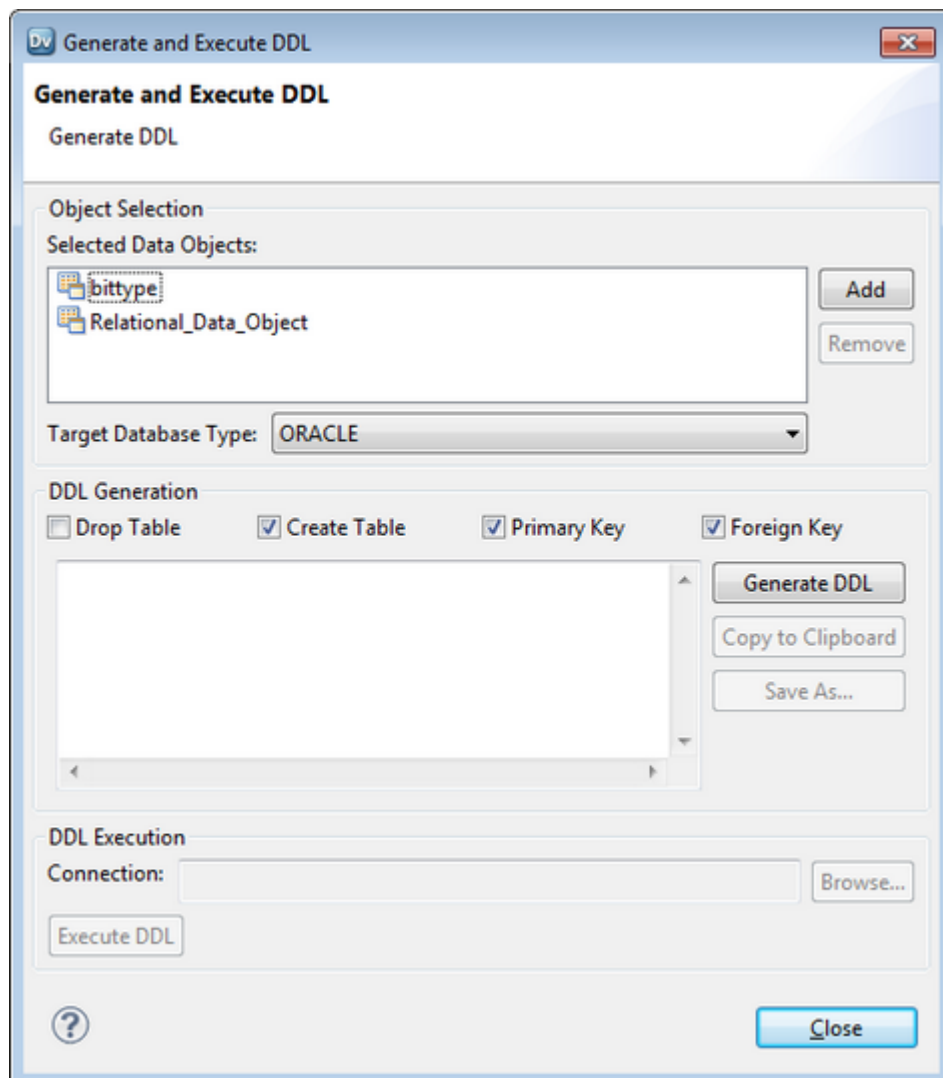 Dv Generate and Execute DDL
Generate and Execute DDL
Generate DDL
Object Selection
Selected Data Objects:
bittype
Add
Relational_Data_Object
Remove
Target Database Type: ORACLE
DDL Generation
Drop Table Create Table Primary Key Foreign Key
Generate DDL
Copy to Clipboard
Save As...
DDL Execution
Connection:
Browse...
Execute DDL
?
Close